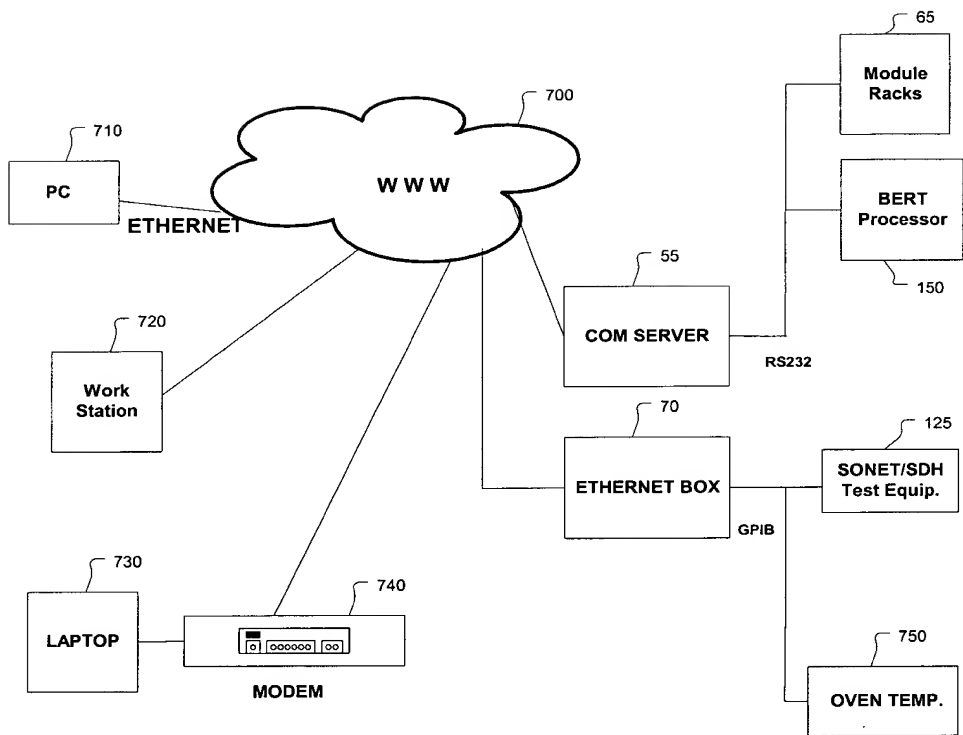 65
Module
Racks
700
710
PC
W W W
ETHERNET
BERT
Processor
150
55
COM SERVER
RS232
720
Work
Station
70
ETHERNET BOX
GPIB
125
SONET/SDH
Test Equip.
730
LAPTOP
740
MODEM
750
OVEN TEMP.